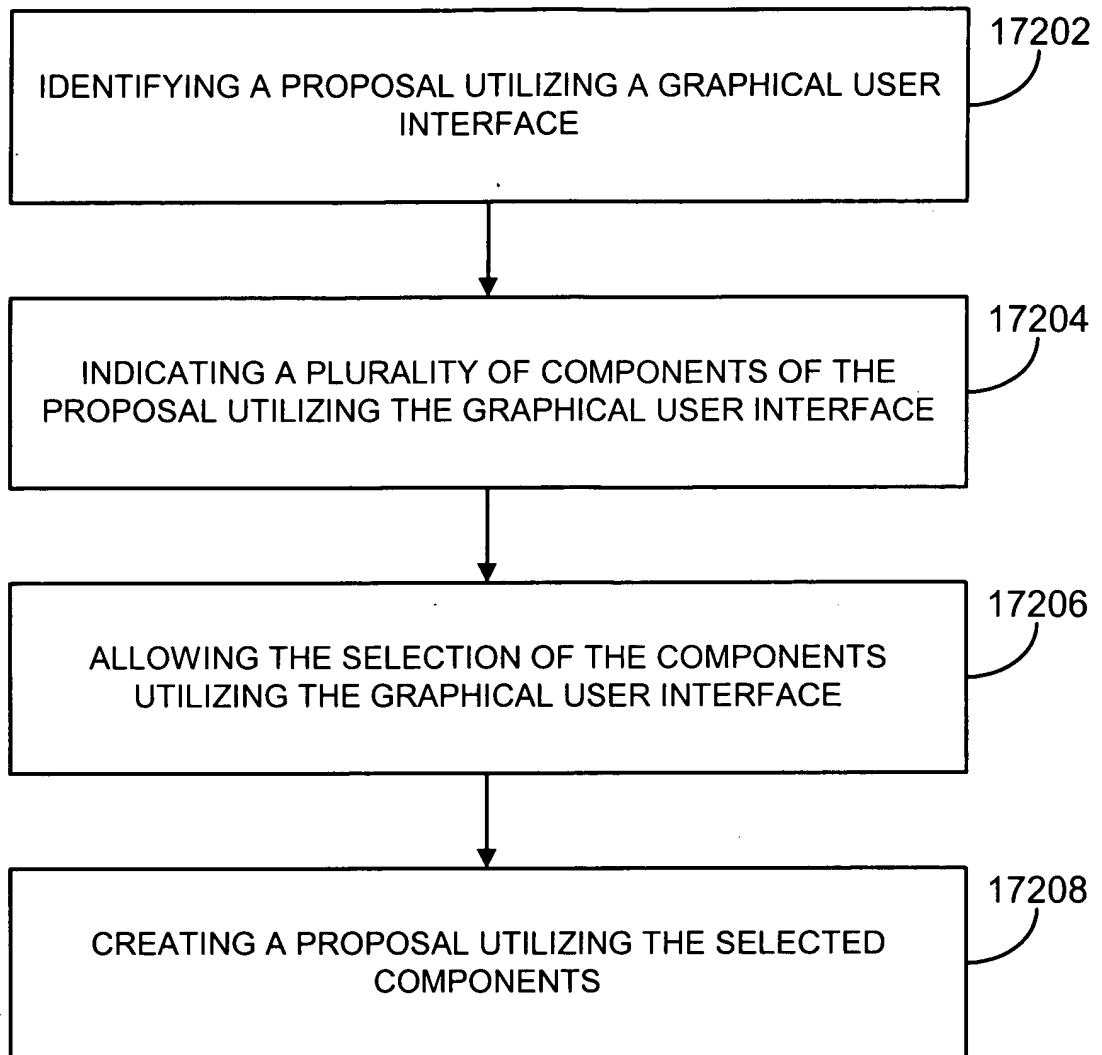 17202
IDENTIFYING A PROPOSAL UTILIZING A GRAPHICAL USER
INTERFACE
17204
INDICATING A PLURALITY OF COMPONENTS OF THE
PROPOSAL UTILIZING THE GRAPHICAL USER INTERFACE
17206
ALLOWING THE SELECTION OF THE COMPONENTS
UTILIZING THE GRAPHICAL USER INTERFACE
17208
CREATING A PROPOSAL UTILIZING THE SELECTED
COMPONENTS